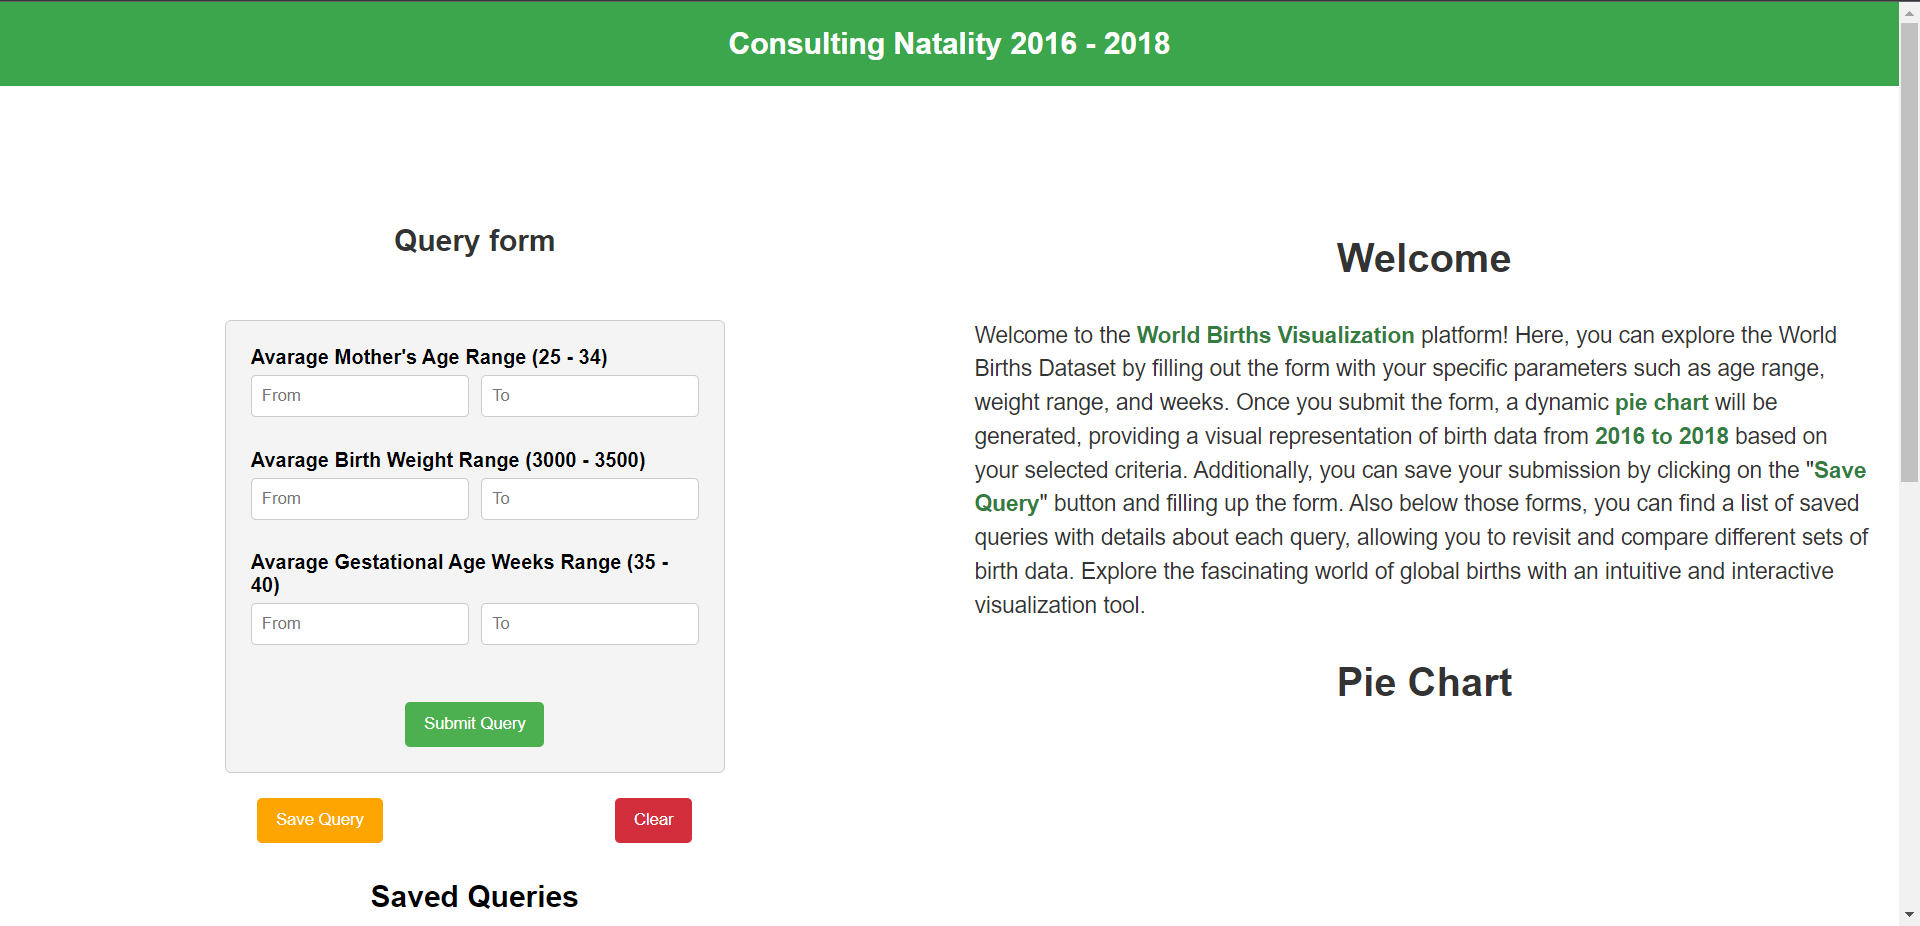 Consulting Natality 2016 - 2018
Query form
Avarage Mother's Age Range (25 - 34)
From
To
Avarage Birth Weight Range (3000 - 3500)
From
To
Avarage Gestational Age Weeks Range (35 -
40)
From
To
Submit Query
Save Query
Clear
Saved Queries
Welcome
Welcome to the World Births Visualization platform! Here, you can explore the World
Births Dataset by filling out the form with your specific parameters such as age range,
weight range, and weeks. Once you submit the form, a dynamic pie chart will be
generated, providing a visual representation of birth data from 2016 to 2018 based on
your selected criteria. Additionally, you can save your submission by clicking on the "Save
Query" button and filling up the form. Also below those forms, you can find a list of saved
queries with details about each query, allowing you to revisit and compare different sets of
birth data. Explore the fascinating world of global births with an intuitive and interactive
visualization tool.
Pie Chart